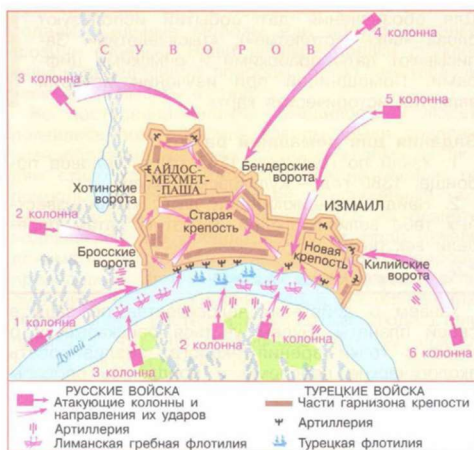 СУВОРОВ
4 колонна
3 колонна
5 колонна
АЙДОС-
-МЕХМЕТ-
-ПАША
Бендерские
ворота
Хотинские
ворота
ИЗМАИЛ
Старая
крепость
2 колонна
Новая
крепость
Бросские
ворота
Килийские
ворота
1 колонна
Дунай
3 колонна
2 колонна
1 колонна
6 колонна
РУССКИЕ ВОЙСКА
Атакующие колонны и
направления их ударов
Артиллерия
Лиманская гребная флотилия
ТУРЕЦКИЕ ВОЙСКА
Части гарнизона крепости
Артиллерия
Турецкая флотилия